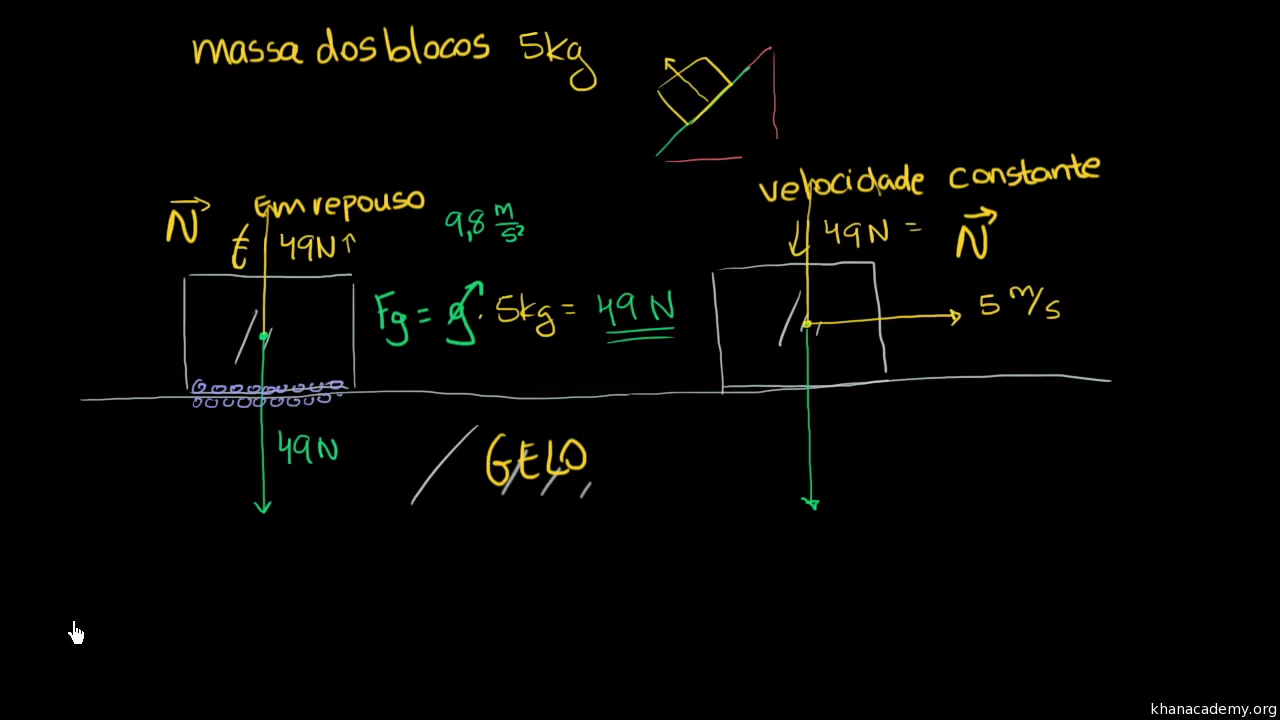 massa dos blocos 5kg
velocidade constante
Em repouso
N
49N↑
9,8 m/s²
49N = N
Fg = g · 5kg = 49 N
5 m/s
49N
GELO
khanacademy.org